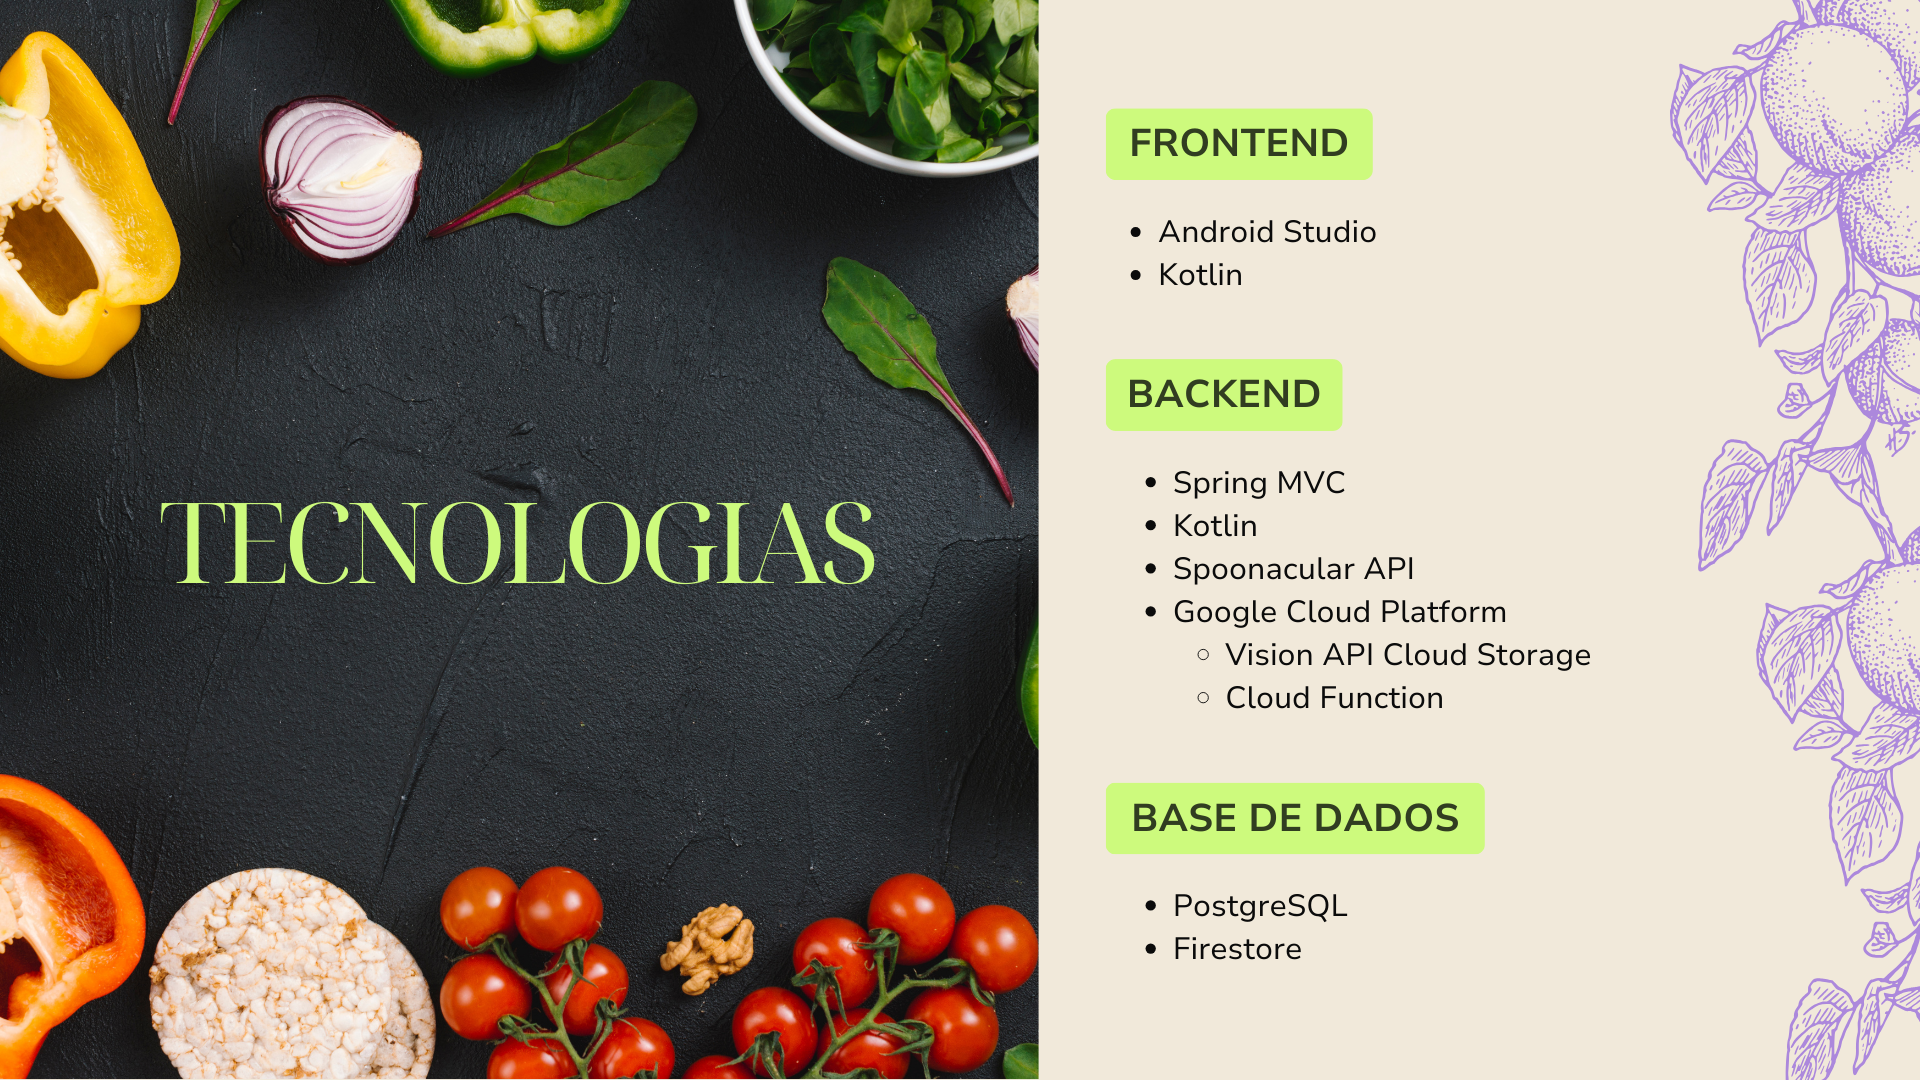 TECNOLOGIAS
FRONTEND
Android Studio
Kotlin
BACKEND
Spring MVC
Kotlin
Spoonacular API
Google Cloud Platform
Vision API Cloud Storage
Cloud Function
BASE DE DADOS
PostgreSQL
Firestore